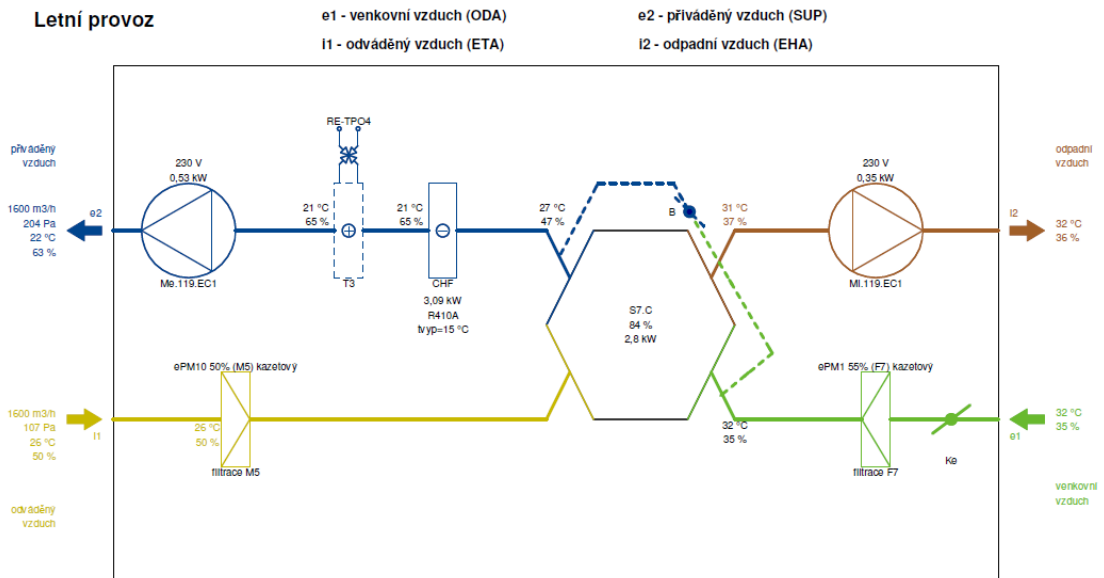 Letní provoz
e1 - venkovní vzduch (ODA)
e2 - přiváděný vzduch (SUP)
i1 - odváděný vzduch (ETA)
i2 - odpadní vzduch (EHA)
RE-TPO4
přiváděný
vzduch
230 V
0,53 kW
230 V
0,35 kW
odpadní
vzduch
1600 m3/h
204 Pa
22 °C
63 %
e2
21 °C
65 %
21 °C
65 %
27 °C
47 %
B
31 °C
37 %
i2
32 °C
36 %
Me.119.EC1
T3
CHF
3,09 kW
R410A
tvyp=15 °C
S7.C
84 %
2,8 kW
Mi.119.EC1
ePM10 50% (M5) kazetový
ePM1 55% (F7) kazetový
1600 m3/h
107 Pa
26 °C
50 %
i1
26 °C
50 %
32 °C
35 %
32 °C
35 %
e1
filtrace M5
filtrace F7
Ke
odváděný
vzduch
venkovní
vzduch